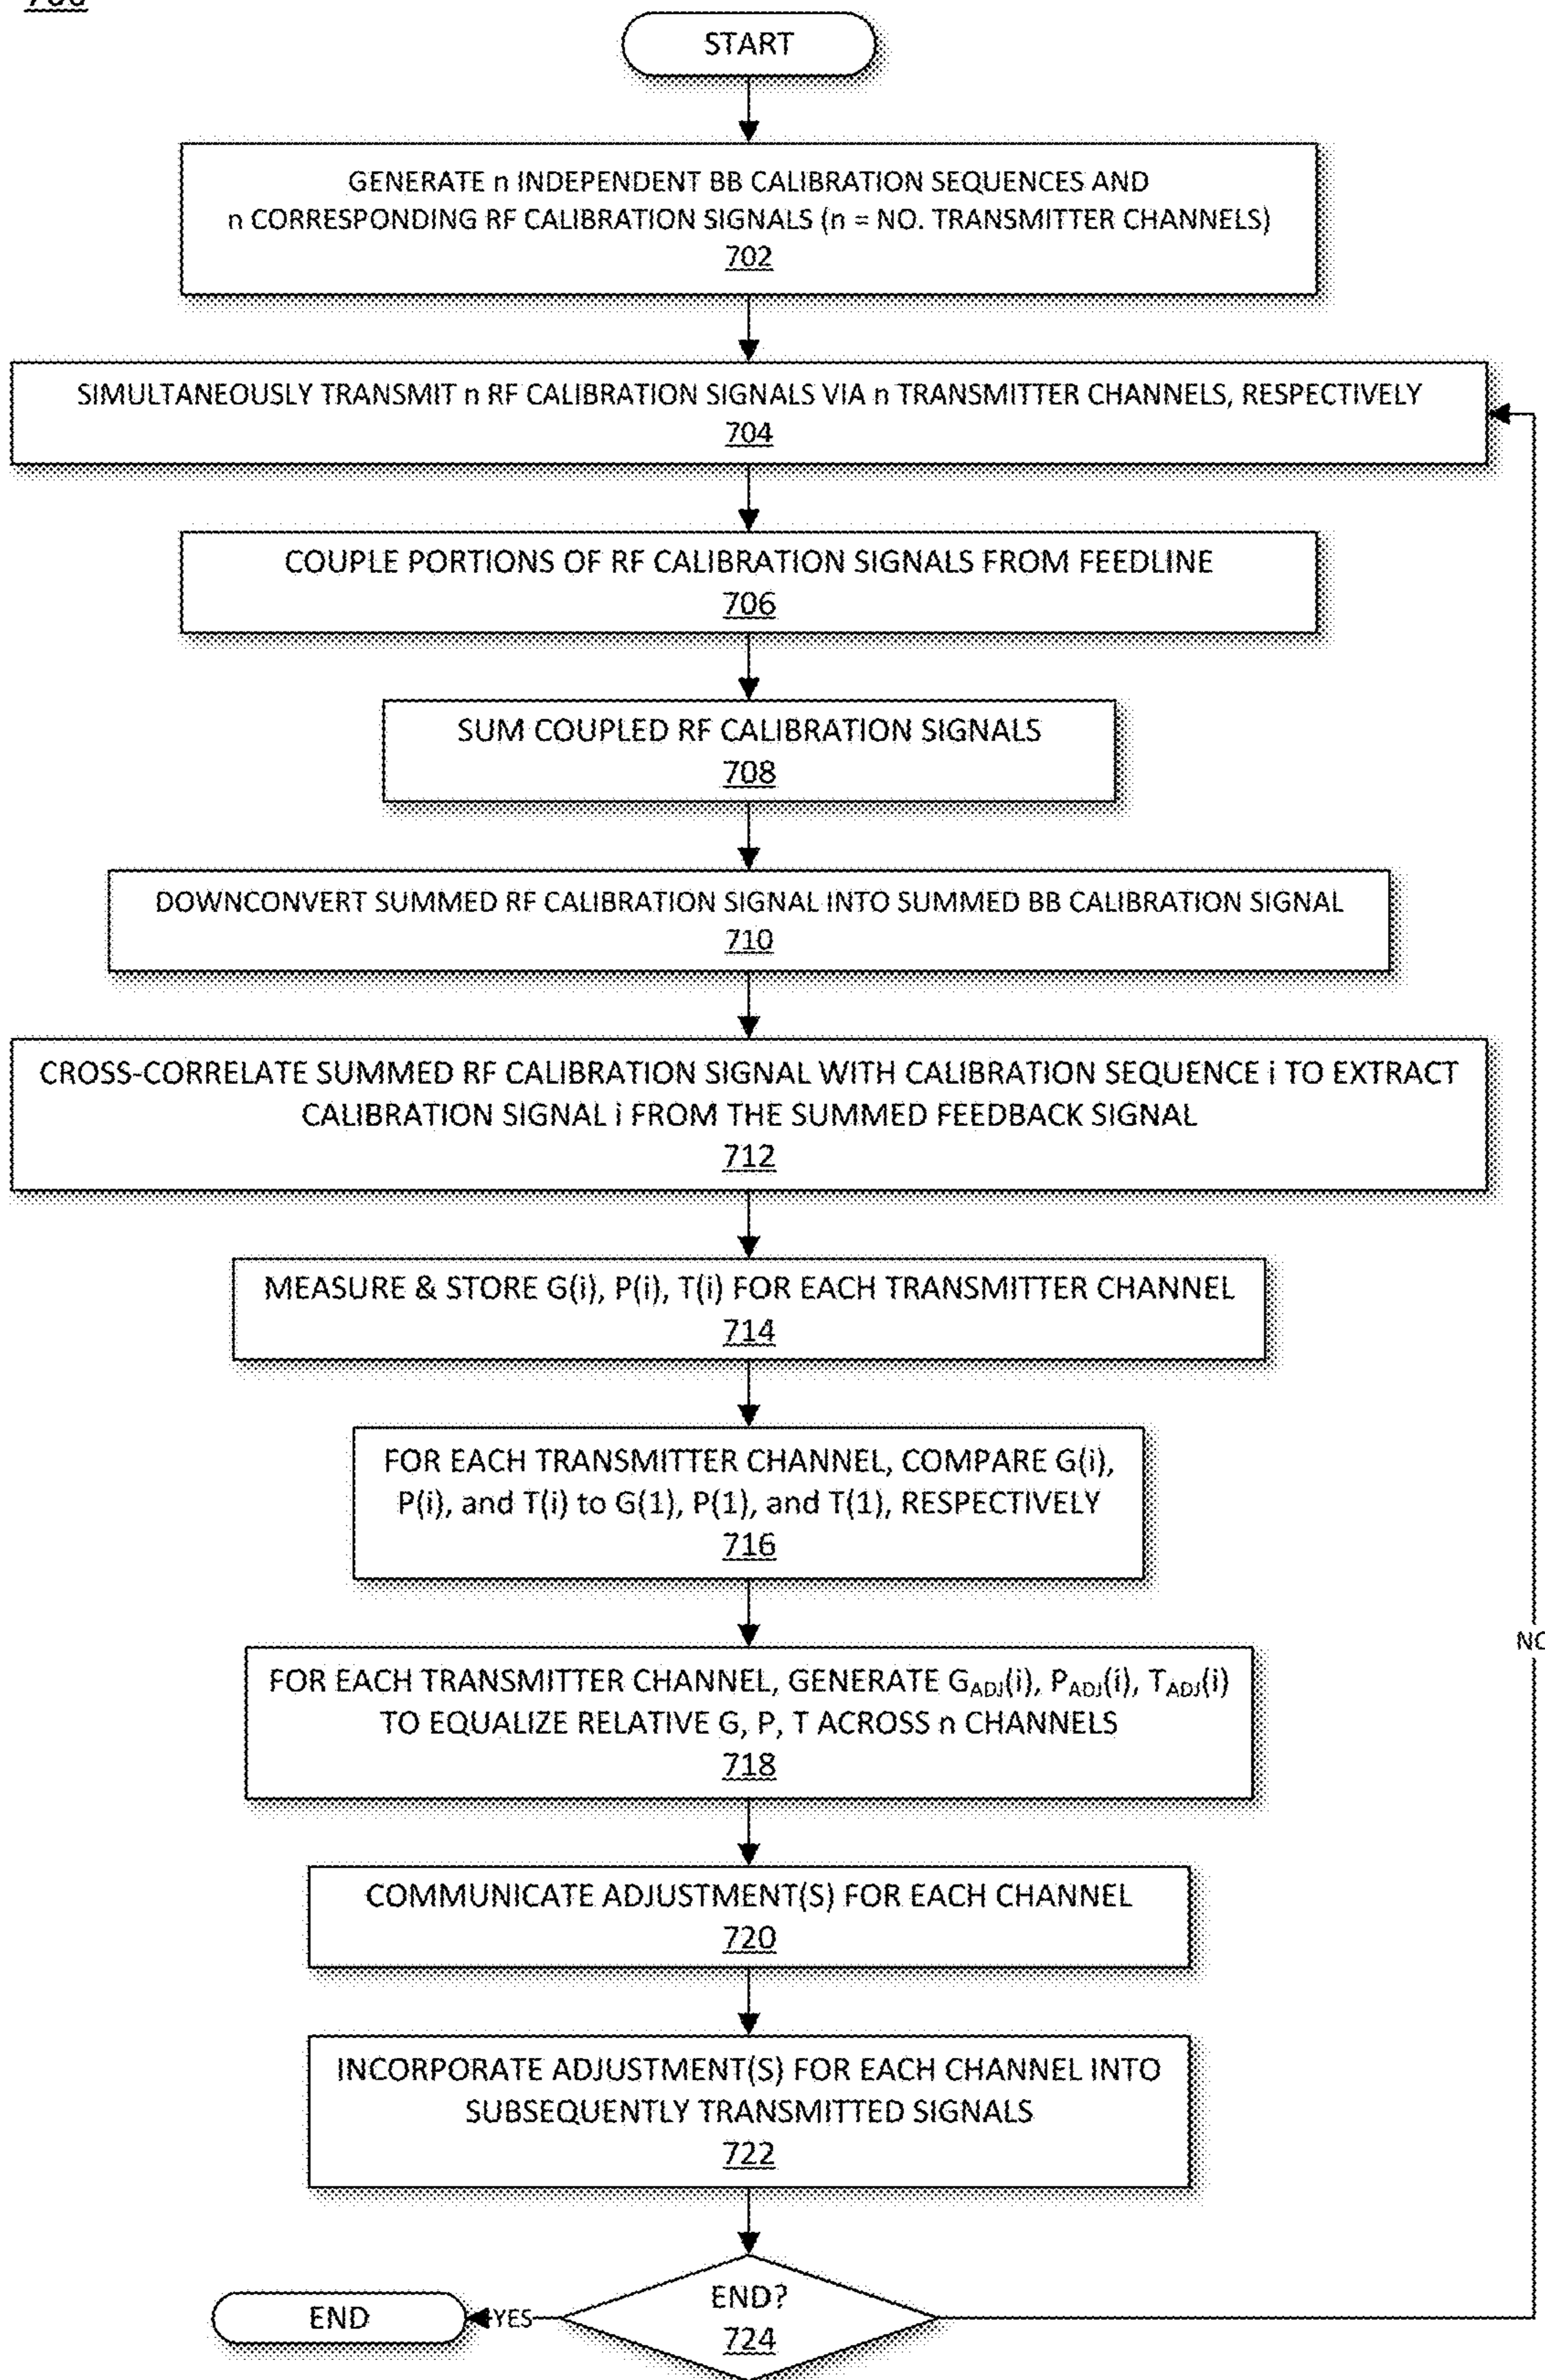 START
GENERATE n INDEPENDENT BB CALIBRATION SEQUENCES AND
n CORRESPONDING RF CALIBRATION SIGNALS (n = NO. TRANSMITTER CHANNELS)
702
SIMULTANEOUSLY TRANSMIT n RF CALIBRATION SIGNALS VIA n TRANSMITTER CHANNELS, RESPECTIVELY
704
COUPLE PORTIONS OF RF CALIBRATION SIGNALS FROM FEEDLINE
706
SUM COUPLED RF CALIBRATION SIGNALS
708
DOWNCONVERT SUMMED RF CALIBRATION SIGNAL INTO SUMMED BB CALIBRATION SIGNAL
710
CROSS-CORRELATE SUMMED RF CALIBRATION SIGNAL WITH CALIBRATION SEQUENCE i TO EXTRACT
CALIBRATION SIGNAL i FROM THE SUMMED FEEDBACK SIGNAL
712
MEASURE & STORE G(i), P(i), T(i) FOR EACH TRANSMITTER CHANNEL
714
FOR EACH TRANSMITTER CHANNEL, COMPARE G(i),
P(i), and T(i) to G(1), P(1), and T(1), RESPECTIVELY
716
FOR EACH TRANSMITTER CHANNEL, GENERATE G_ADJ(i), P_ADJ(i), T_ADJ(i)
TO EQUALIZE RELATIVE G, P, T ACROSS n CHANNELS
718
COMMUNICATE ADJUSTMENT(S) FOR EACH CHANNEL
720
INCORPORATE ADJUSTMENT(S) FOR EACH CHANNEL INTO
SUBSEQUENTLY TRANSMITTED SIGNALS
722
END?
724
YES
END